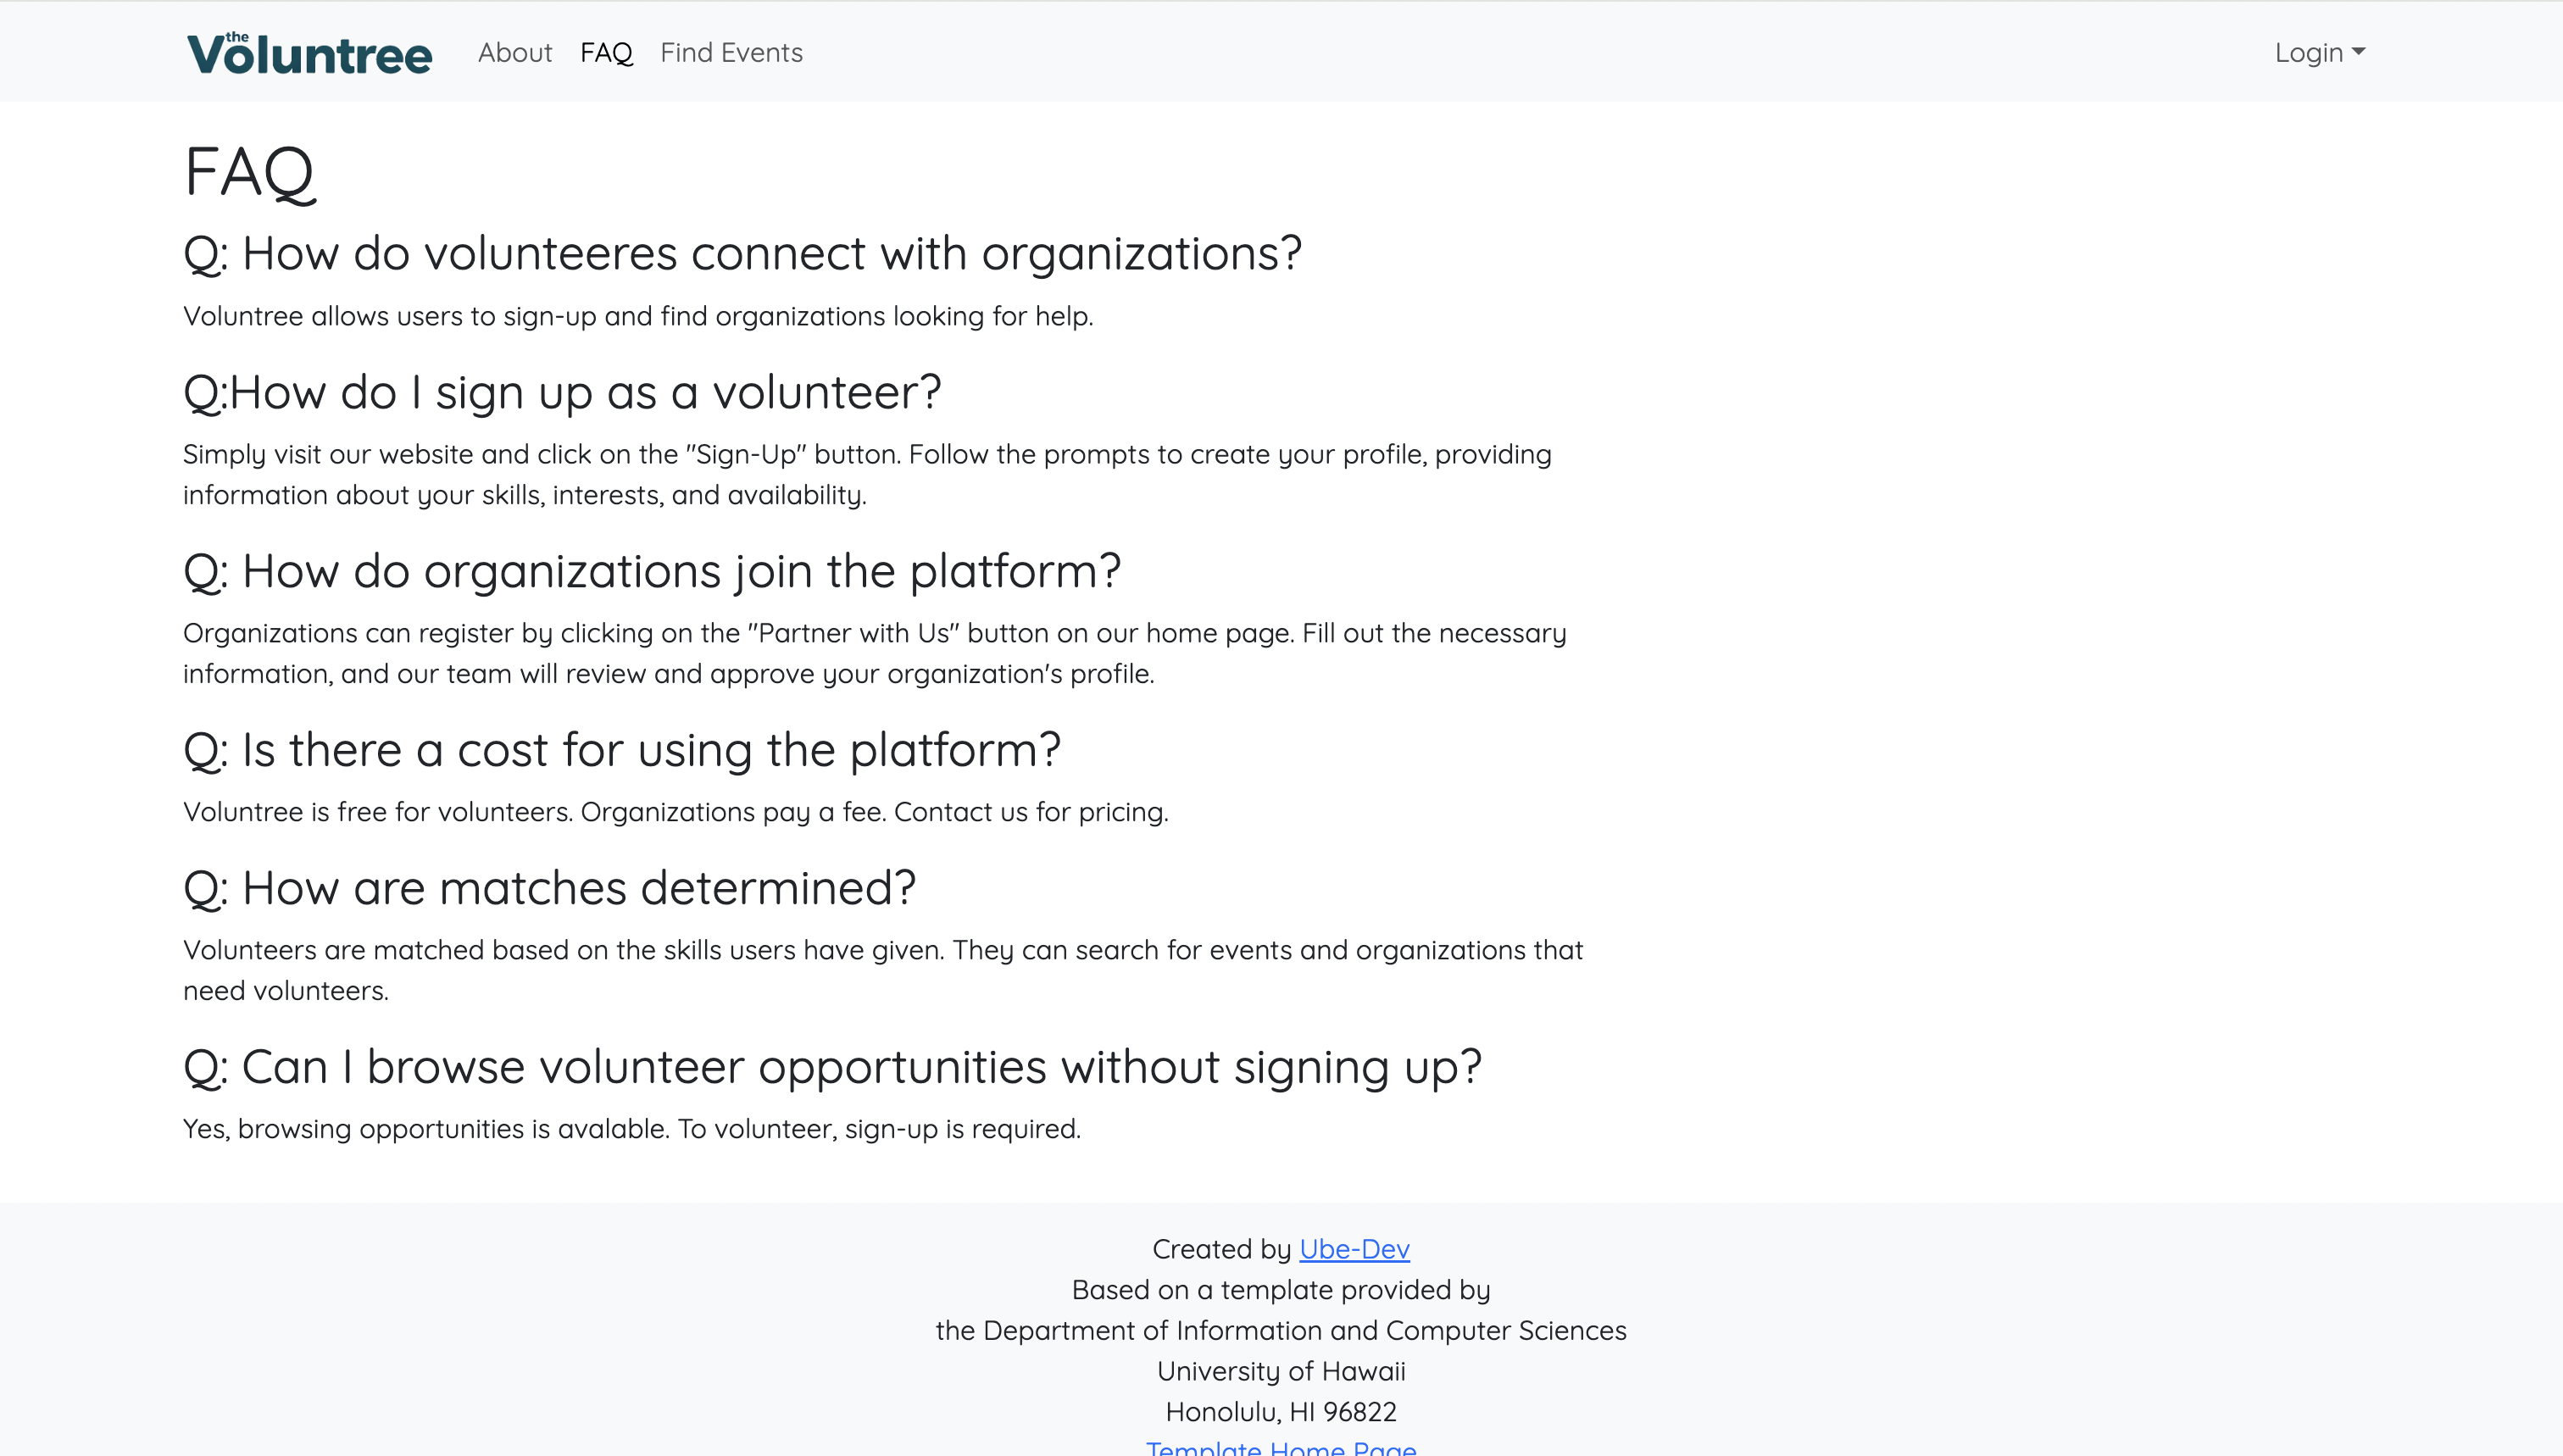 the Voluntree About FAQ Find Events Login
FAQ
Q: How do volunteeres connect with organizations?
Voluntree allows users to sign-up and find organizations looking for help.
Q:How do I sign up as a volunteer?
Simply visit our website and click on the "Sign-Up" button. Follow the prompts to create your profile, providing
information about your skills, interests, and availability.
Q: How do organizations join the platform?
Organizations can register by clicking on the "Partner with Us" button on our home page. Fill out the necessary
information, and our team will review and approve your organization's profile.
Q: Is there a cost for using the platform?
Voluntree is free for volunteers. Organizations pay a fee. Contact us for pricing.
Q: How are matches determined?
Volunteers are matched based on the skills users have given. They can search for events and organizations that
need volunteers.
Q: Can I browse volunteer opportunities without signing up?
Yes, browsing opportunities is avalable. To volunteer, sign-up is required.
Created by Ube-Dev
Based on a template provided by
the Department of Information and Computer Sciences
University of Hawaii
Honolulu, HI 96822
Template Home Page